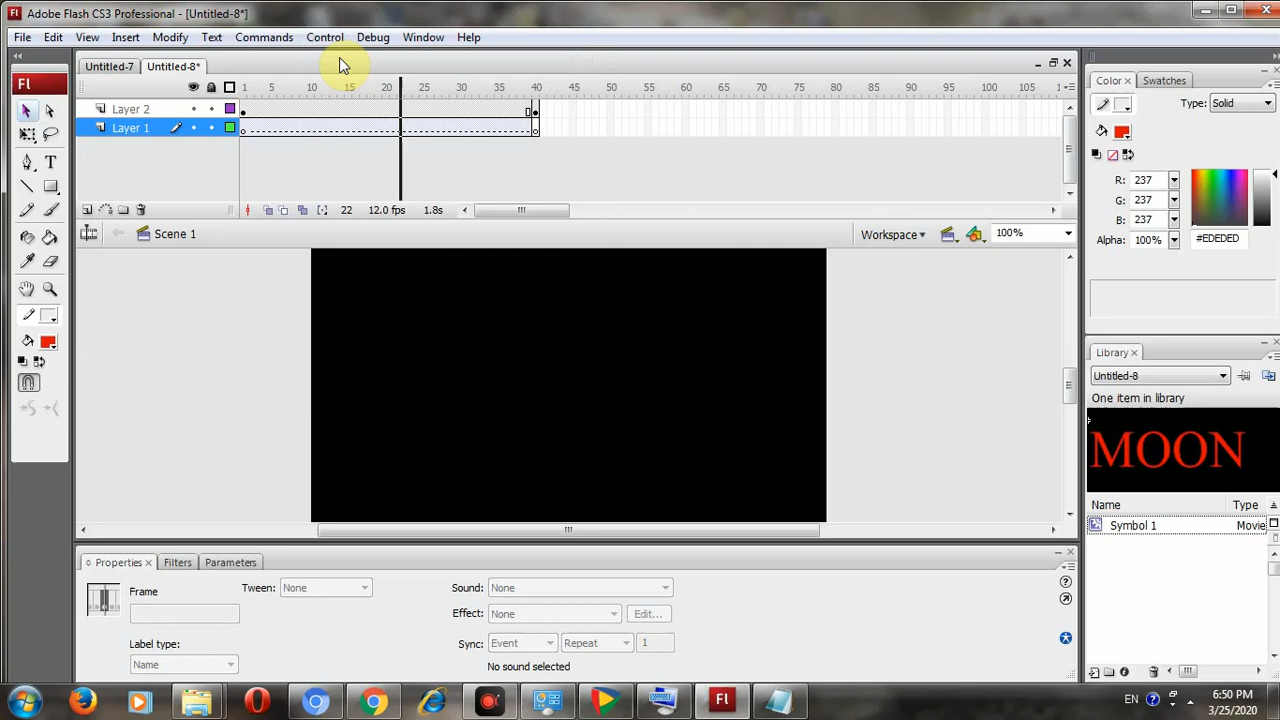 Fl Adobe Flash CS3 Professional - [Untitled-8*]
File Edit View Insert Modify Text Commands Control Debug Window Help
Untitled-7 Untitled-8*
1 5 10 15 20 25 30 35 40 45 50 55 60 65 70 75 80 85 90 95 100 105
Layer 2
Layer 1
22 12.0 fps 1.8s
Scene 1 Workspace 100%
Fl
Color Swatches
Type: Solid
R: 237
G: 237
B: 237
Alpha: 100% #EDEDED
Library
Untitled-8
One item in library
MOON
Name Type
Symbol 1 Movie
Properties Filters Parameters
Frame Tween: None Sound: None
Effect: None Edit...
Label type: Sync: Event Repeat 1
Name No sound selected
Fl EN 6:50 PM
3/25/2020